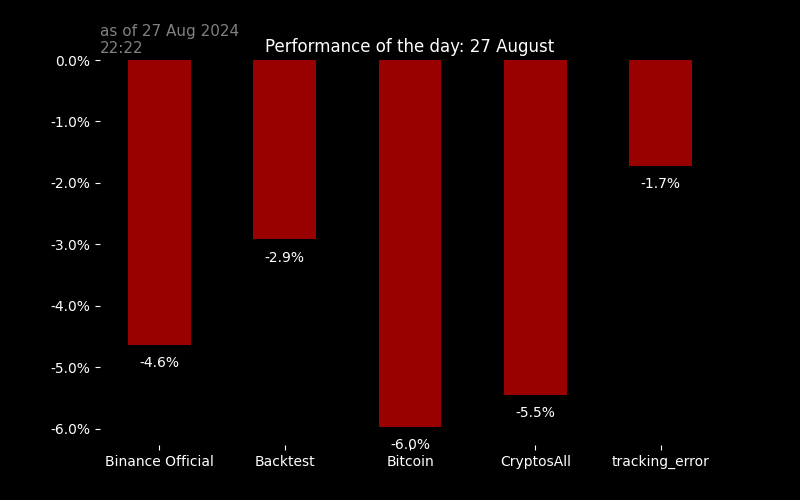 as of 27 Aug 2024
22:22
Performance of the day: 27 August
0.0%
-1.0%
-2.0%
-3.0%
-4.0%
-5.0%
-6.0%
-4.6%
-2.9%
-6.0%
-5.5%
-1.7%
Binance Official
Backtest
Bitcoin
CryptosAll
tracking_error